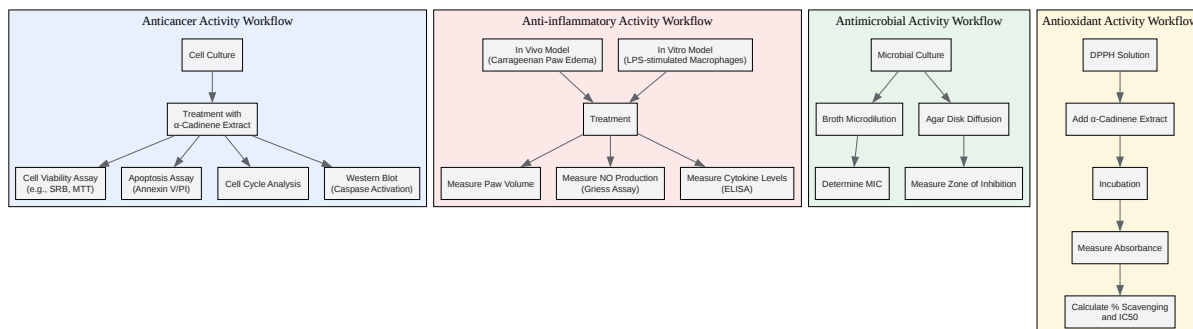 Anticancer Activity Workflow
Cell Culture
Treatment with
α-Cadinene Extract
Cell Viability Assay
(e.g., SRB, MTT)
Apoptosis Assay
(Annexin V/PI)
Cell Cycle Analysis
Western Blot
(Caspase Activation)
Anti-inflammatory Activity Workflow
In Vivo Model
(Carrageenan Paw Edema)
In Vitro Model
(LPS-stimulated Macrophages)
Treatment
Measure Paw Volume
Measure NO Production
(Griess Assay)
Measure Cytokine Levels
(ELISA)
Antimicrobial Activity Workflow
Microbial Culture
Broth Microdilution
Agar Disk Diffusion
Determine MIC
Measure Zone of Inhibition
Antioxidant Activity Workflow
DPPH Solution
Add α-Cadinene Extract
Incubation
Measure Absorbance
Calculate % Scavenging
and IC50